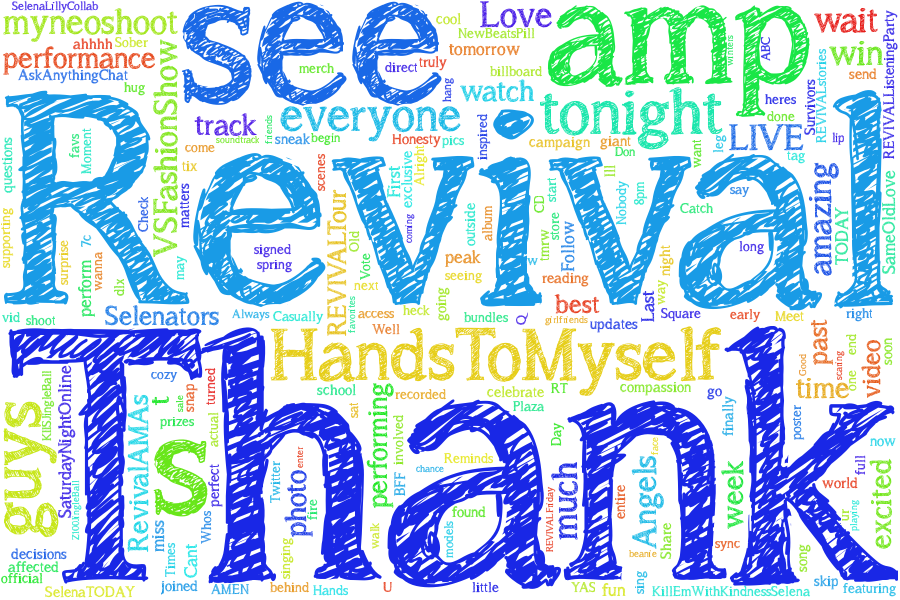 SelenaLillyCollab
myneoshoot
ahhhh
Sober
performance
AskAnythingChat
hug
VSFashionShow
see
merch
direct
truly
hang
cool
Love
NewBeatsPill
tomorrow
billboard
watch
amp
winters
ABC
wait
win
send
heres
done
Survivors
REVIVALstories
REVIVALListeningParty
questions
favs
Moment
track
everyone
soundtrack
friends
sneak
begin
Honesty
pics
inspired
tonight
campaign
giant
Don
want
leg
LIVE
tag
lip
come
tix
scenes
First
exclusive
Alright
Revival
supporting
surprise
7c
perform
wanna
Check
dlx
matters
may
signed
spring
REVIVALTour
Old
Vote
next
favorites
coming
peak
seeing
going
heck
outside
album
CD
tmrw
store
start
Follow
w
reading
Ill
Nobody
8pm
Catch
say
long
night
way
Last
amazing
TODAY
SameOldLove
vid
shoot
Selenators
Always
Casually
access
Well
bundles
Q
best
girlfriends
updates
Square
early
Meet
right
Thank
HandsToMyself
guys
KIISJingleBall
SaturdayNightOnline
ZX00JingleBall
RevivalAMAs
cozy
t
s
sale
snap
turned
prizes
actual
perfect
miss
Times
Cant
Whos
school
sat
recorded
celebrate
RT
compassion
Plaza
go
finally
poster
time
Good
past
scaring
one
end
video
soon
Twitter
enter
photo
fire
singing
performing
involved
BFF
walk
Reminds
chance
found
models
Day
REVIVALFriday
much
entire
beanie
Angels
face
Share
week
sync
song
now
full
world
ur
playing
excited
decisions
affected
official
SelenaTODAY
joined
AMEN
behind
Hands
U
little
YAS
fun
sing
KillEmWithKindnessSelena
skip
featuring